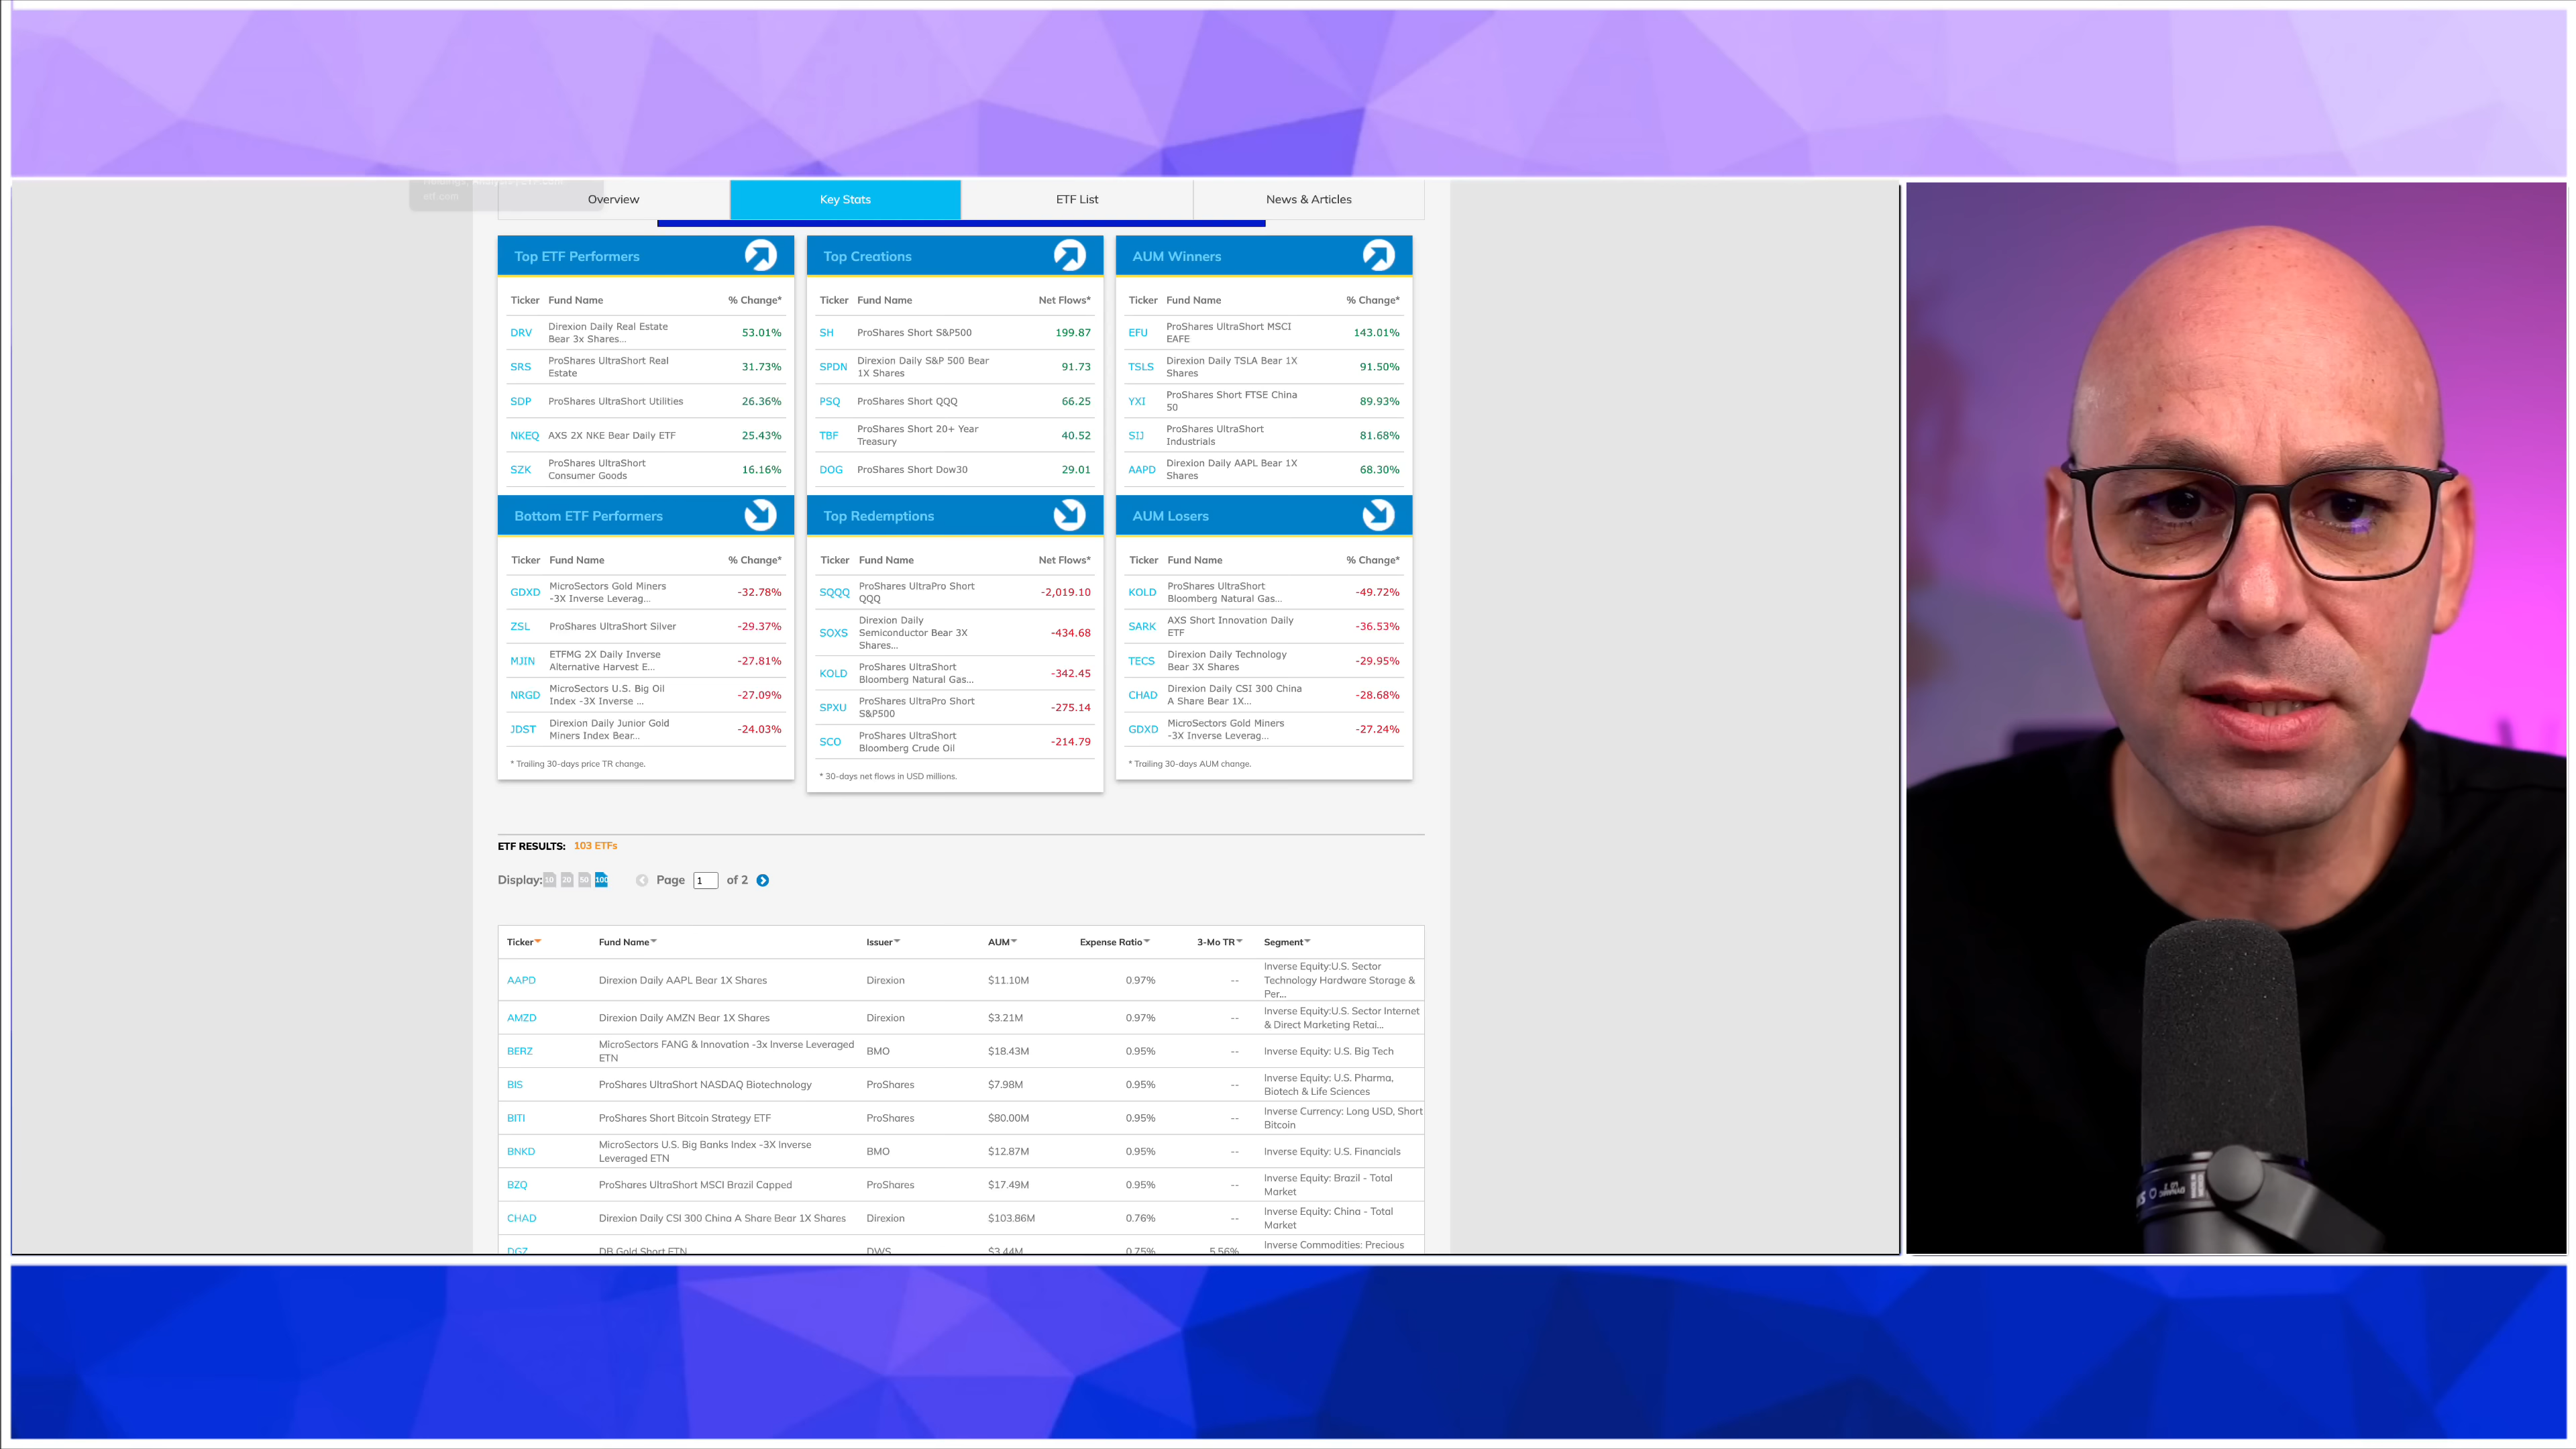 etf.com
Overview
Key Stats
ETF List
News & Articles
Top ETF Performers
Ticker Fund Name % Change*
DRV Direxion Daily Real Estate Bear 3x Shares... 53.01%
SRS ProShares UltraShort Real Estate 31.73%
SDP ProShares UltraShort Utilities 26.36%
NKEQ AXS 2X NKE Bear Daily ETF 25.43%
SZK ProShares UltraShort Consumer Goods 16.16%
Top Creations
Ticker Fund Name Net Flows*
SH ProShares Short S&P500 199.87
SPDN Direxion Daily S&P 500 Bear 1X Shares 91.73
PSQ ProShares Short QQQ 66.25
TBF ProShares Short 20+ Year Treasury 40.52
DOG ProShares Short Dow30 29.01
AUM Winners
Ticker Fund Name % Change*
EFU ProShares UltraShort MSCI EAFE 143.01%
TSLS Direxion Daily TSLA Bear 1X Shares 91.50%
YXI ProShares Short FTSE China 50 89.93%
SIJ ProShares UltraShort Industrials 81.68%
AAPD Direxion Daily AAPL Bear 1X Shares 68.30%
Bottom ETF Performers
Ticker Fund Name % Change*
GDXD MicroSectors Gold Miners -3X Inverse Leverag... -32.78%
ZSL ProShares UltraShort Silver -29.37%
MJIN ETFMG 2X Daily Inverse Alternative Harvest E... -27.81%
NRGD MicroSectors U.S. Big Oil Index -3X Inverse ... -27.09%
JDST Direxion Daily Junior Gold Miners Index Bear... -24.03%
* Trailing 30-days price TR change.
Top Redemptions
Ticker Fund Name Net Flows*
SQQQ ProShares UltraPro Short QQQ -2,019.10
SOXS Direxion Daily Semiconductor Bear 3X Shares... -434.68
KOLD ProShares UltraShort Bloomberg Natural Gas... -342.45
SPXU ProShares UltraPro Short S&P500 -275.14
SCO ProShares UltraShort Bloomberg Crude Oil -214.79
* 30-days net flows in USD millions.
AUM Losers
Ticker Fund Name % Change*
KOLD ProShares UltraShort Bloomberg Natural Gas... -49.72%
SARK AXS Short Innovation Daily ETF -36.53%
TECS Direxion Daily Technology Bear 3X Shares -29.95%
CHAD Direxion Daily CSI 300 China A Share Bear 1X... -28.68%
GDXD MicroSectors Gold Miners -3X Inverse Leverag... -27.24%
* Trailing 30-days AUM change.
ETF RESULTS: 103 ETFs
Display: 10 20 50 100 Page 1 of 2
Ticker Fund Name Issuer AUM Expense Ratio 3-Mo TR Segment
AAPD Direxion Daily AAPL Bear 1X Shares Direxion $11.10M 0.97% -- Inverse Equity:U.S. Sector Technology Hardware Storage & Per...
AMZD Direxion Daily AMZN Bear 1X Shares Direxion $3.21M 0.97% -- Inverse Equity:U.S. Sector Internet & Direct Marketing Retai...
BERZ MicroSectors FANG & Innovation -3x Inverse Leveraged ETN BMO $18.43M 0.95% -- Inverse Equity: U.S. Big Tech
BIS ProShares UltraShort NASDAQ Biotechnology ProShares $7.98M 0.95% -- Inverse Equity: U.S. Pharma, Biotech & Life Sciences
BITI ProShares Short Bitcoin Strategy ETF ProShares $80.00M 0.95% -- Inverse Currency: Long USD, Short Bitcoin
BNKD MicroSectors U.S. Big Banks Index -3X Inverse Leveraged ETN BMO $12.87M 0.95% -- Inverse Equity: U.S. Financials
BZQ ProShares UltraShort MSCI Brazil Capped ProShares $17.49M 0.95% -- Inverse Equity: Brazil - Total Market
CHAD Direxion Daily CSI 300 China A Share Bear 1X Shares Direxion $103.86M 0.76% -- Inverse Equity: China - Total Market
DGZ DB Gold Short ETN DWS $3.44M 0.75% 5.56% Inverse Commodities: Precious